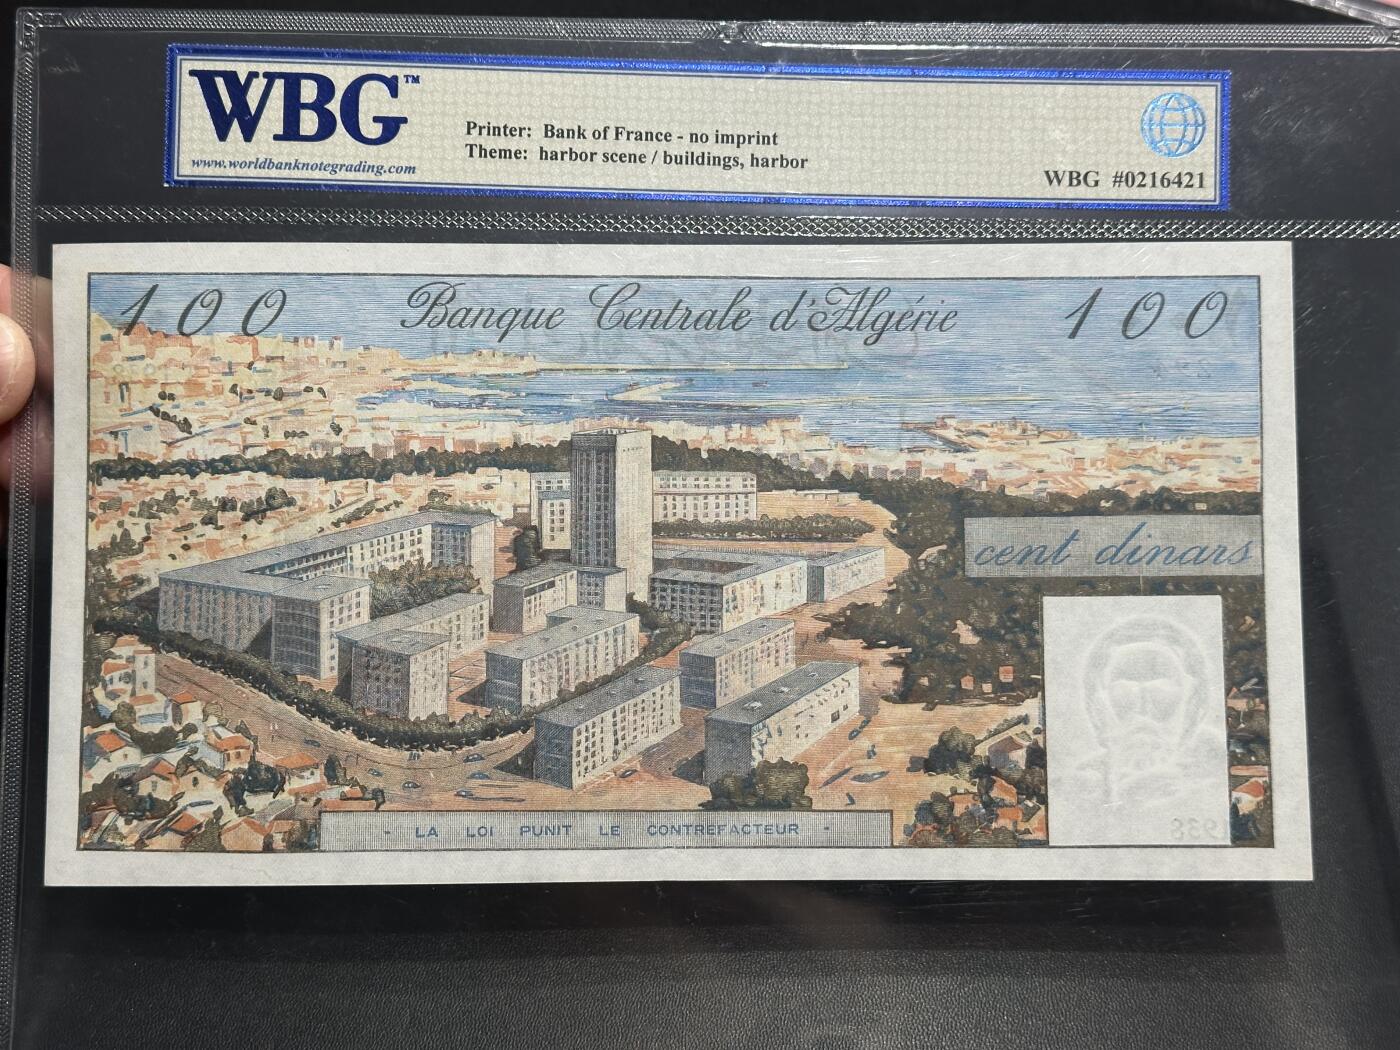 WBG™
www.worldbanknotegrading.com
Printer: Bank of France - no imprint
Theme: harbor scene / buildings, harbor
WBG #0216421
100 Banque Centrale d'Algérie 100
cent dinars
- LA LOI PUNIT LE CONTREFACTEUR -